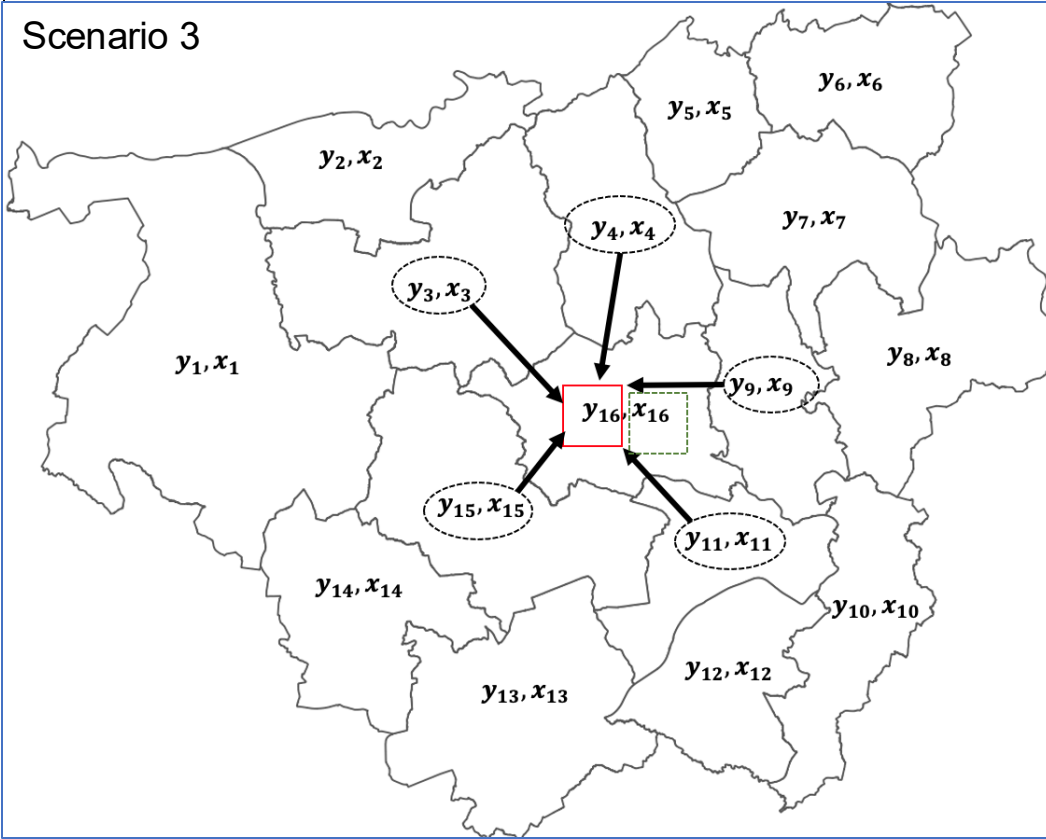 Scenario 3
y₆, x₆
y₅, x₅
y₂, x₂
y₇, x₇
y₄, x₄
y₃, x₃
y₁, x₁
y₈, x₈
y₉, x₉
y₁₆, x₁₆
y₁₅, x₁₅
y₁₁, x₁₁
y₁₄, x₁₄
y₁₀, x₁₀
y₁₂, x₁₂
y₁₃, x₁₃